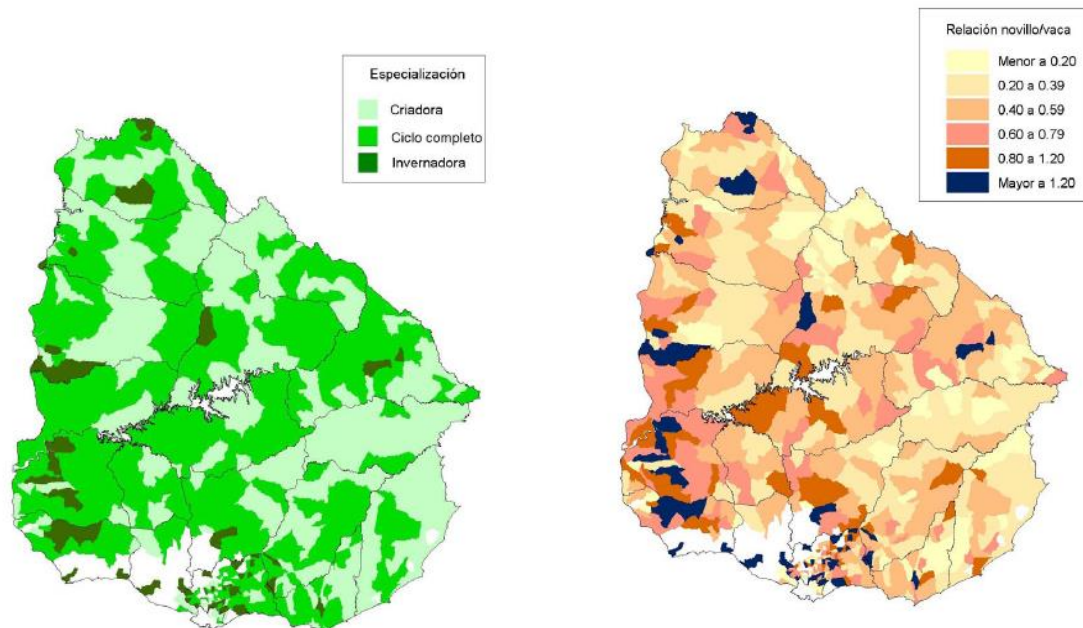 Especialización
Criadora
Ciclo completo
Invernadora
Relación novillo/vaca
Menor a 0.20
0.20 a 0.39
0.40 a 0.59
0.60 a 0.79
0.80 a 1.20
Mayor a 1.20